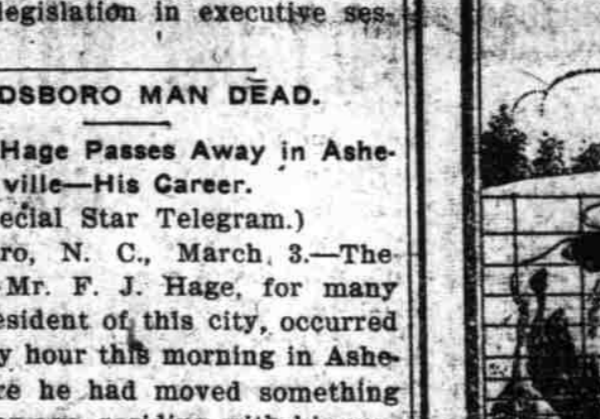 legislation in executive ses-
DSBORO MAN DEAD.
Hage Passes Away in Ashe-
ville—His Career.
ecial Star Telegram.)
ro, N. C., March 3.—The
Mr. F. J. Hage, for many
esident of this city, occurred
y hour this morning in Ashe-
re he had moved something